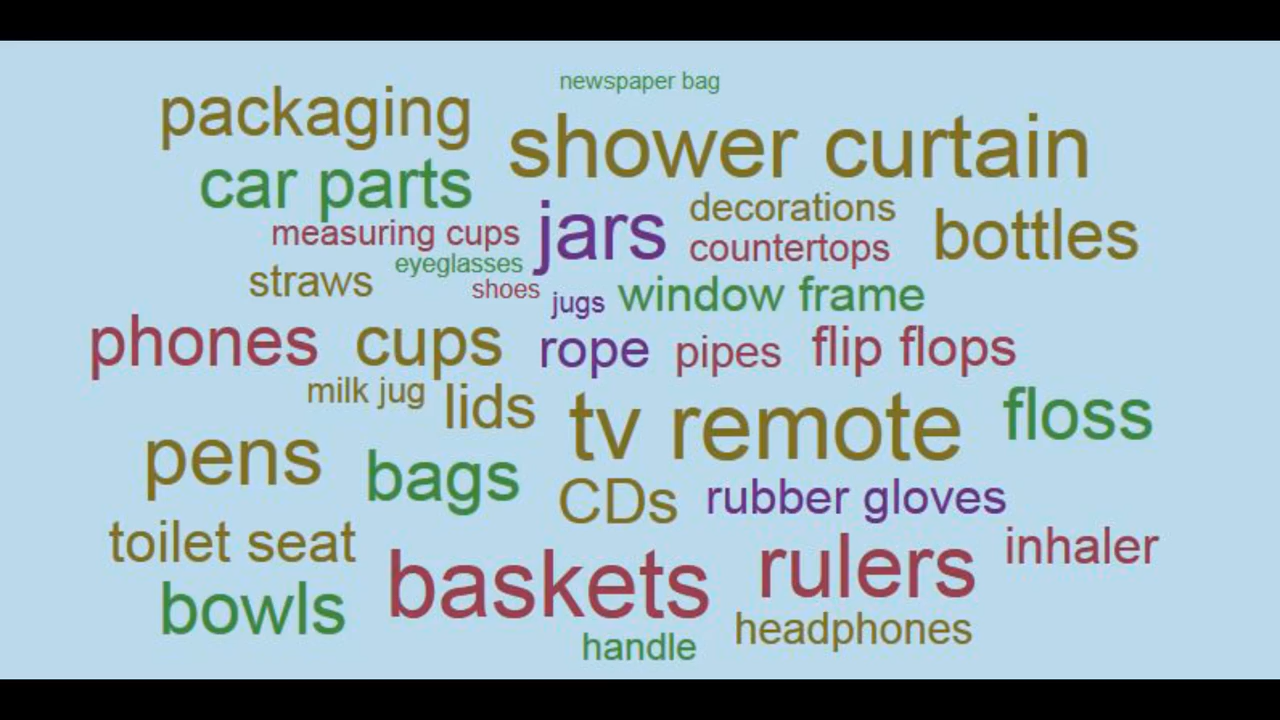 newspaper bag
packaging
shower curtain
car parts
decorations
measuring cups
jars
countertops
bottles
eyeglasses
straws
shoes
jugs
window frame
phones
cups
rope
pipes
flip flops
milk jug
lids
tv remote
floss
pens
bags
CDs
rubber gloves
toilet seat
baskets
rulers
inhaler
bowls
headphones
handle